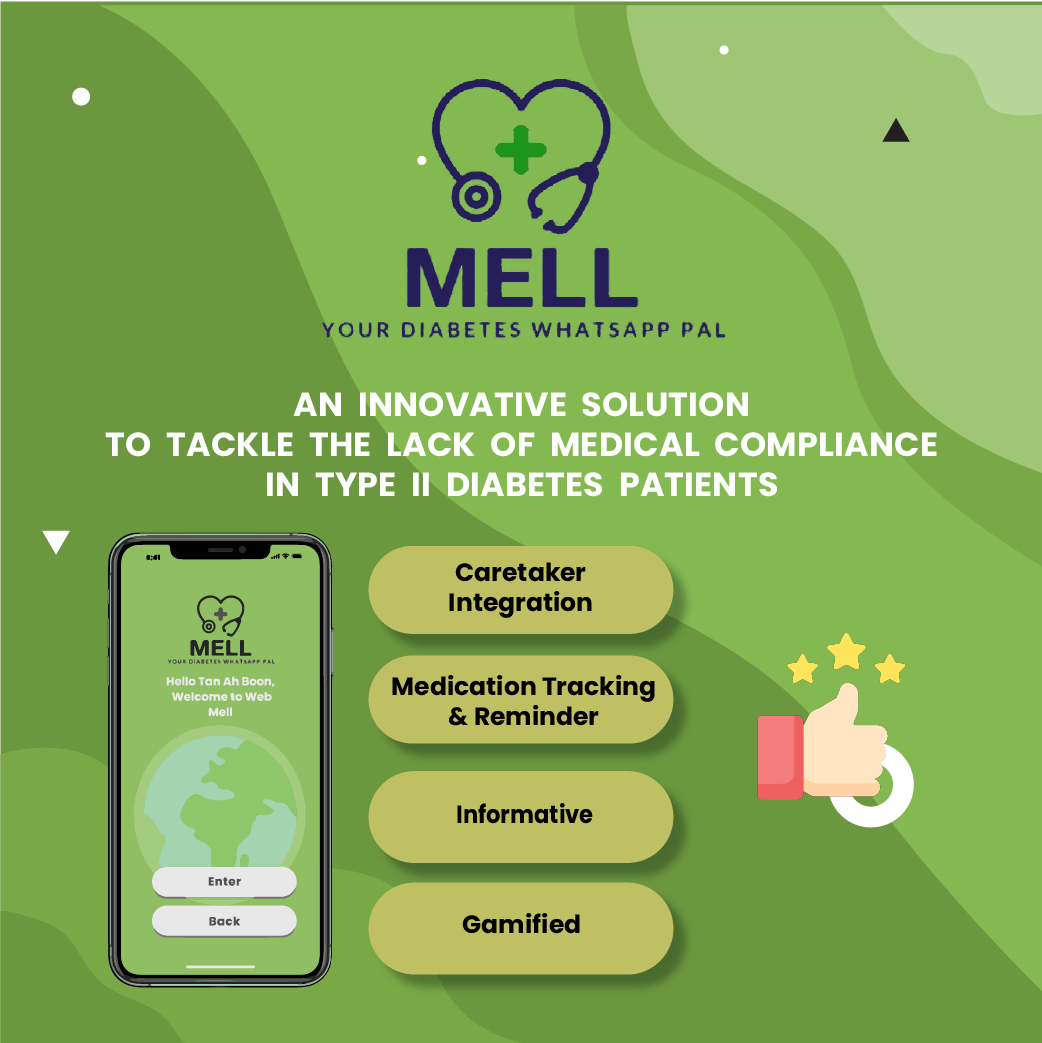 MELL
YOUR DIABETES WHATSAPP PAL
AN INNOVATIVE SOLUTION
TO TACKLE THE LACK OF MEDICAL COMPLIANCE
IN TYPE II DIABETES PATIENTS
9:41
MELL
YOUR DIABETES WHATSAPP PAL
Hello Tan Ah Boon,
Welcome to Web
Mell
Enter
Back
Caretaker
Integration
Medication Tracking
& Reminder
Informative
Gamified